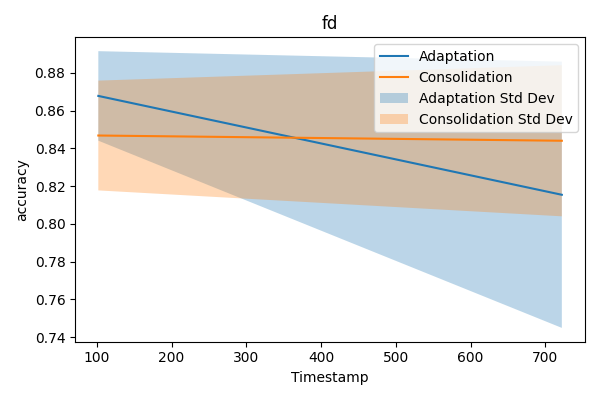 fd
accuracy
0.88
0.86
0.84
0.82
0.80
0.78
0.76
0.74
Adaptation
Consolidation
Adaptation Std Dev
Consolidation Std Dev
100 200 300 400 500 600 700
Timestamp